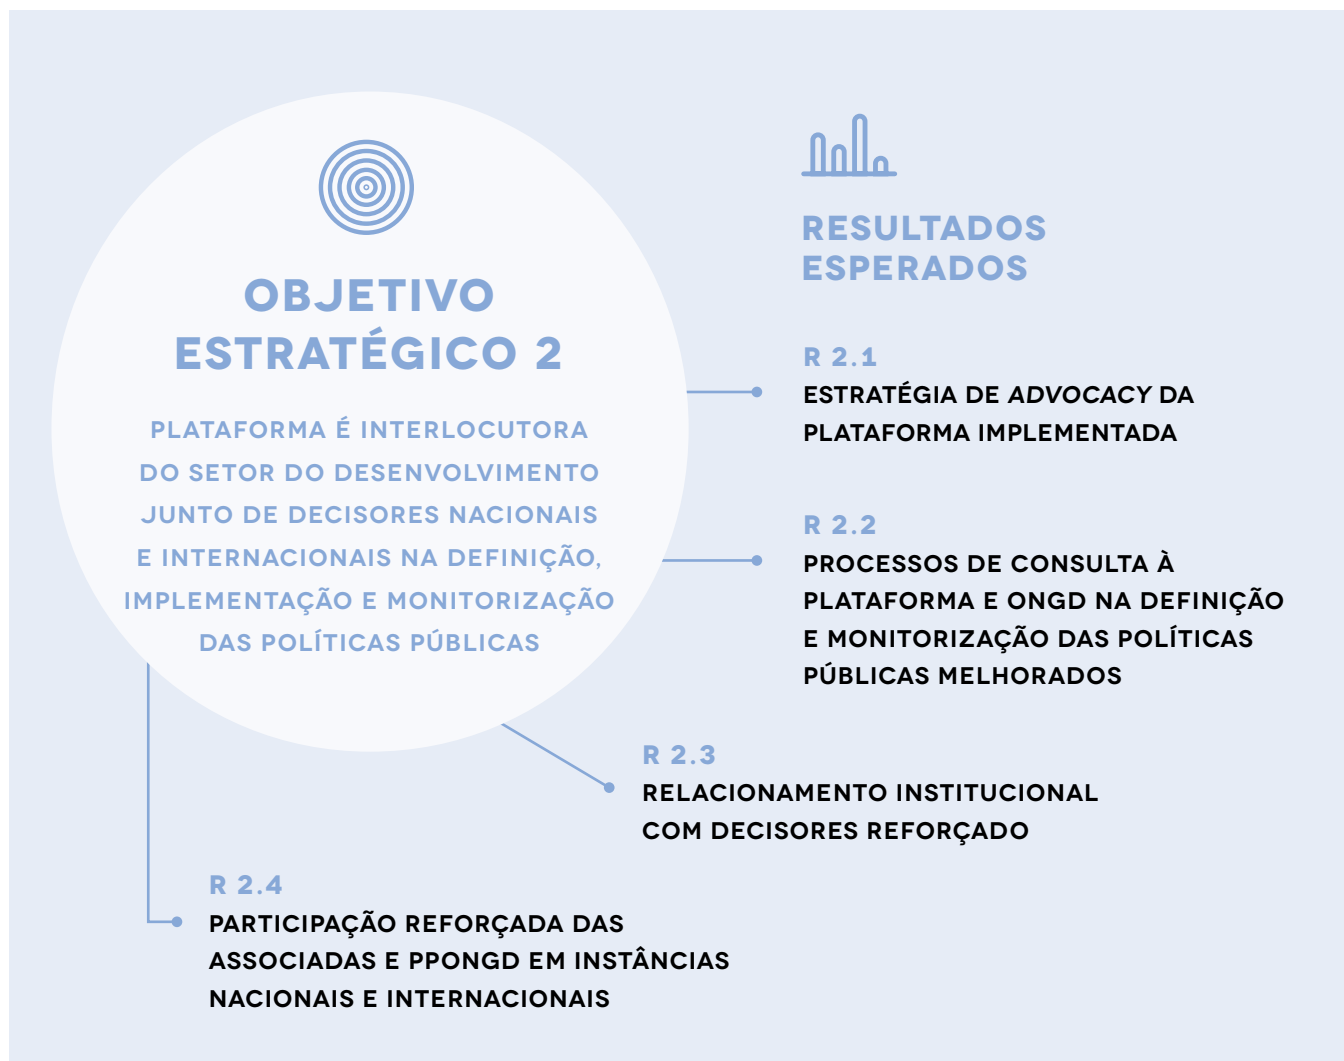 OBJETIVO
ESTRATÉGICO 2
PLATAFORMA É INTERLOCUTORA
DO SETOR DO DESENVOLVIMENTO
JUNTO DE DECISORES NACIONAIS
E INTERNACIONAIS NA DEFINIÇÃO,
IMPLEMENTAÇÃO E MONITORIZAÇÃO
DAS POLÍTICAS PÚBLICAS
RESULTADOS
ESPERADOS
R 2.1
ESTRATÉGIA DE ADVOCACY DA
PLATAFORMA IMPLEMENTADA
R 2.2
PROCESSOS DE CONSULTA À
PLATAFORMA E ONGD NA DEFINIÇÃO
E MONITORIZAÇÃO DAS POLÍTICAS
PÚBLICAS MELHORADOS
R 2.3
RELACIONAMENTO INSTITUCIONAL
COM DECISORES REFORÇADO
R 2.4
PARTICIPAÇÃO REFORÇADA DAS
ASSOCIADAS E PPONGD EM INSTÂNCIAS
NACIONAIS E INTERNACIONAIS